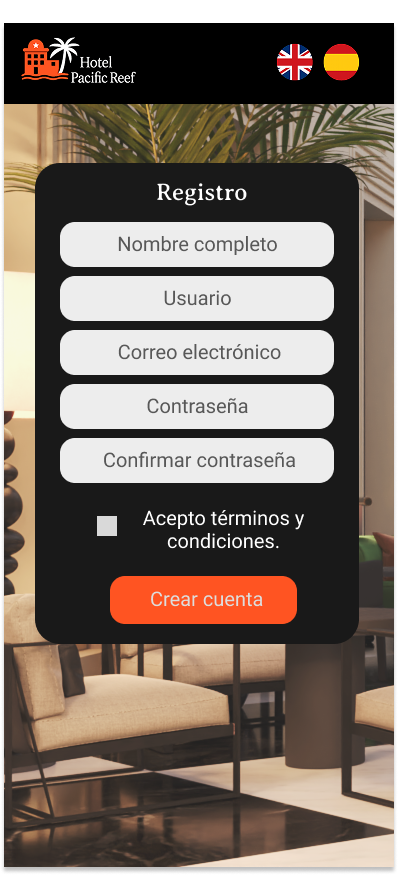 Hotel
Pacific Reef
Registro
Nombre completo
Usuario
Correo electrónico
Contraseña
Confirmar contraseña
Acepto términos y
condiciones.
Crear cuenta